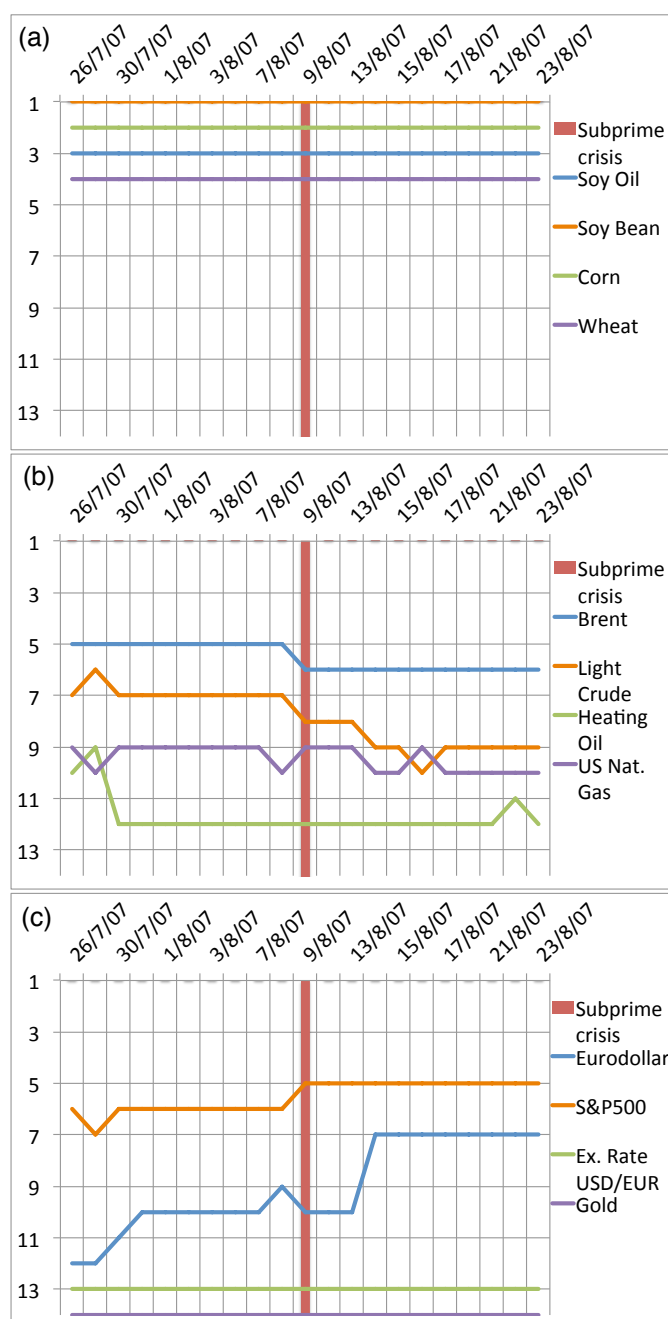 (a)
26/7/07 30/7/07 1/8/07 3/8/07 7/8/07 9/8/07 13/8/07 15/8/07 17/8/07 21/8/07 23/8/07
1
3
5
7
9
11
13
Subprime
crisis
Soy Oil
Soy Bean
Corn
Wheat
(b)
26/7/07 30/7/07 1/8/07 3/8/07 7/8/07 9/8/07 13/8/07 15/8/07 17/8/07 21/8/07 23/8/07
1
3
5
7
9
11
13
Subprime
crisis
Brent
Light
Crude
Heating
Oil
US Nat.
Gas
(c)
26/7/07 30/7/07 1/8/07 3/8/07 7/8/07 9/8/07 13/8/07 15/8/07 17/8/07 21/8/07 23/8/07
1
3
5
7
9
11
13
Subprime
crisis
Eurodollar
S&P500
Ex. Rate
USD/EUR
Gold